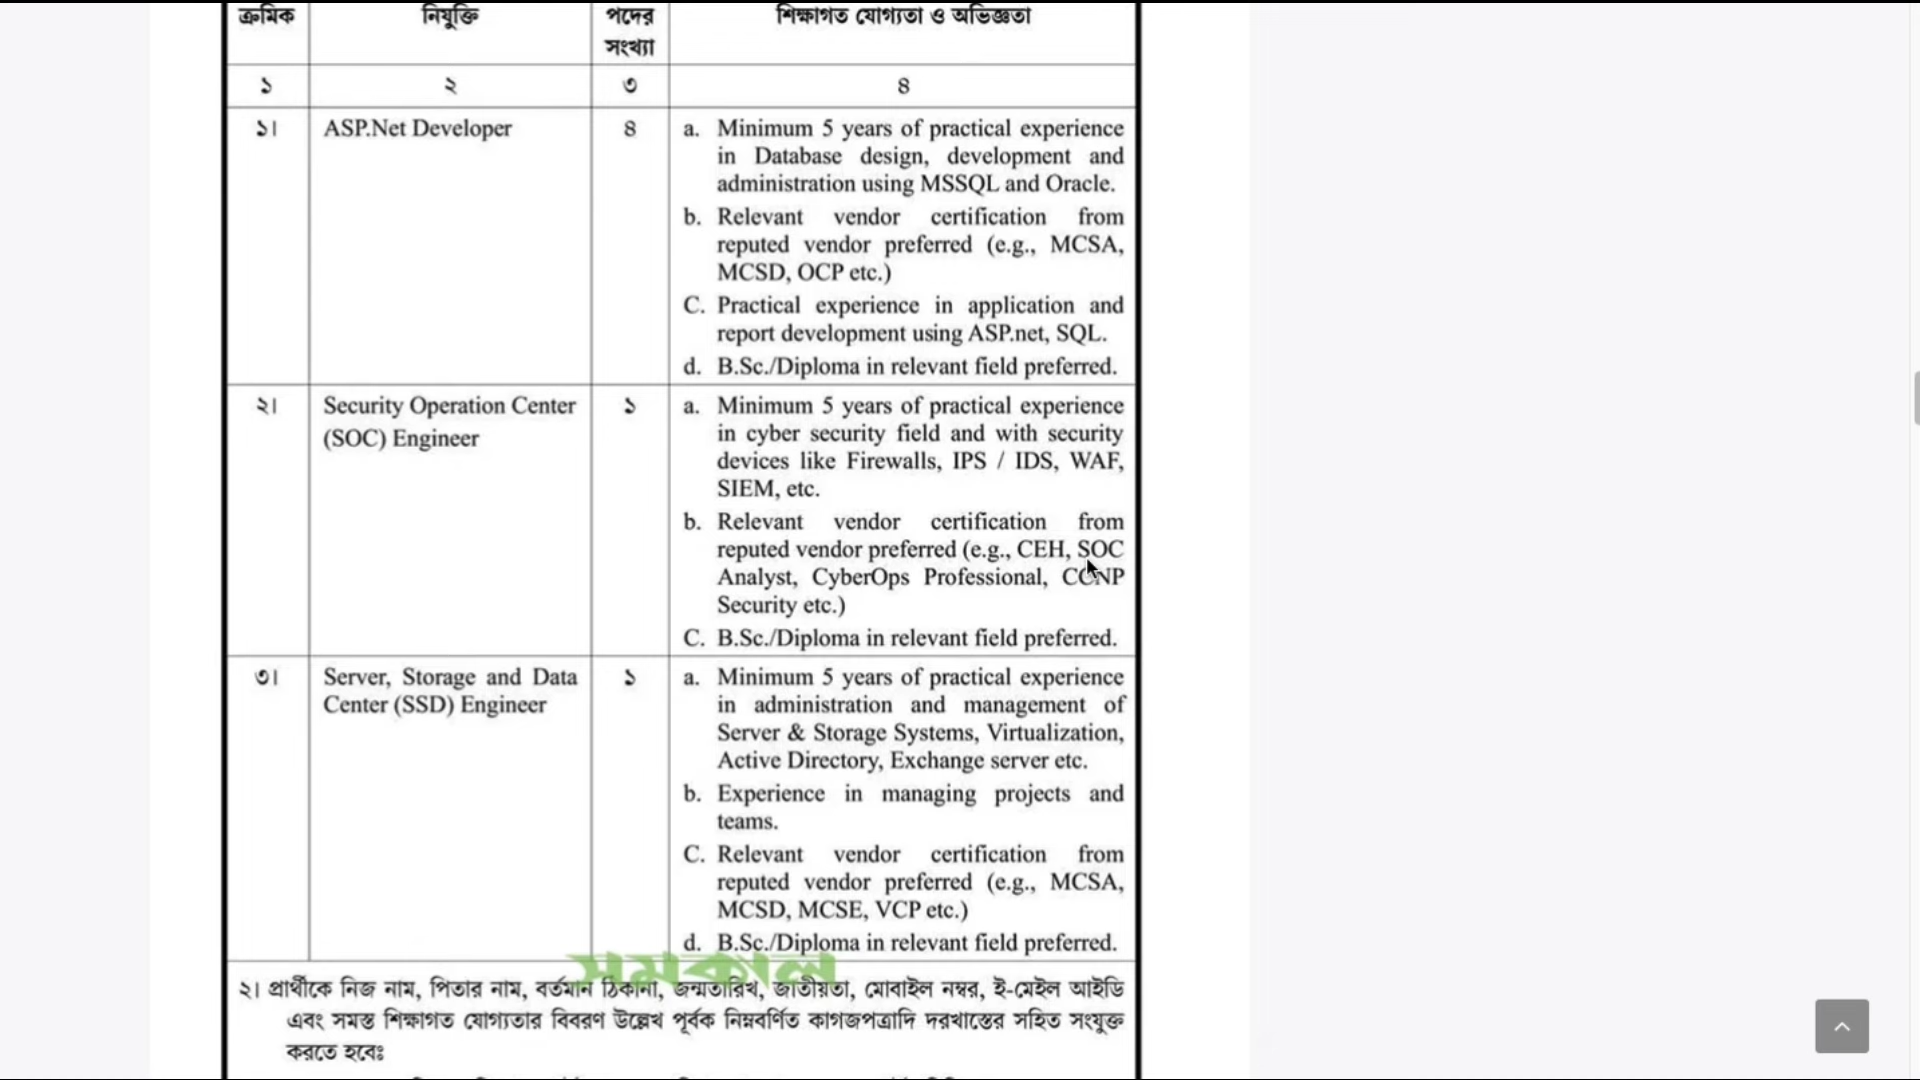 ক্রমিক নিযুক্তি পদের সংখ্যা শিক্ষাগত যোগ্যতা ও অভিজ্ঞতা
১ ২ ৩ ৪
১। ASP.Net Developer ৪ a. Minimum 5 years of practical experience
in Database design, development and
administration using MSSQL and Oracle.
b. Relevant vendor certification from
reputed vendor preferred (e.g., MCSA,
MCSD, OCP etc.)
C. Practical experience in application and
report development using ASP.net, SQL.
d. B.Sc./Diploma in relevant field preferred.
২। Security Operation Center
(SOC) Engineer
১
a. Minimum 5 years of practical experience
in cyber security field and with security
devices like Firewalls, IPS / IDS, WAF,
SIEM, etc.
b. Relevant vendor certification from
reputed vendor preferred (e.g., CEH, SOC
Analyst, CyberOps Professional, CCNP
Security etc.)
C. B.Sc./Diploma in relevant field preferred.
৩। Server, Storage and Data
Center (SSD) Engineer
১
a. Minimum 5 years of practical experience
in administration and management of
Server & Storage Systems, Virtualization,
Active Directory, Exchange server etc.
b. Experience in managing projects and
teams.
C. Relevant vendor certification from
reputed vendor preferred (e.g., MCSA,
MCSD, MCSE, VCP etc.)
d. B.Sc./Diploma in relevant field preferred.
সমকাল
২। প্রার্থীকে নিজ নাম, পিতার নাম, বর্তমান ঠিকানা, জন্মতারিখ, জাতীয়তা, মোবাইল নম্বর, ই-মেইল আইডি
এবং সমস্ত শিক্ষাগত যোগ্যতার বিবরণ উল্লেখ পূর্বক নিম্নবর্ণিত কাগজপত্রাদি দরখাস্তের সহিত সংযুক্ত
করতে হবেঃ